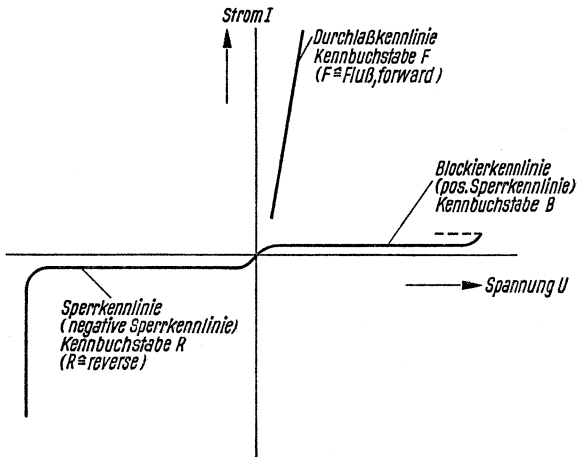 Strom I
Durchlaßkennlinie
Kennbuchstabe F
(F ≙ Fluß, forward)
Blockierkennlinie
(pos. Sperrkennlinie)
Kennbuchstabe B
Spannung U
Sperrkennlinie
(negative Sperrkennlinie)
Kennbuchstabe R
(R ≙ reverse)